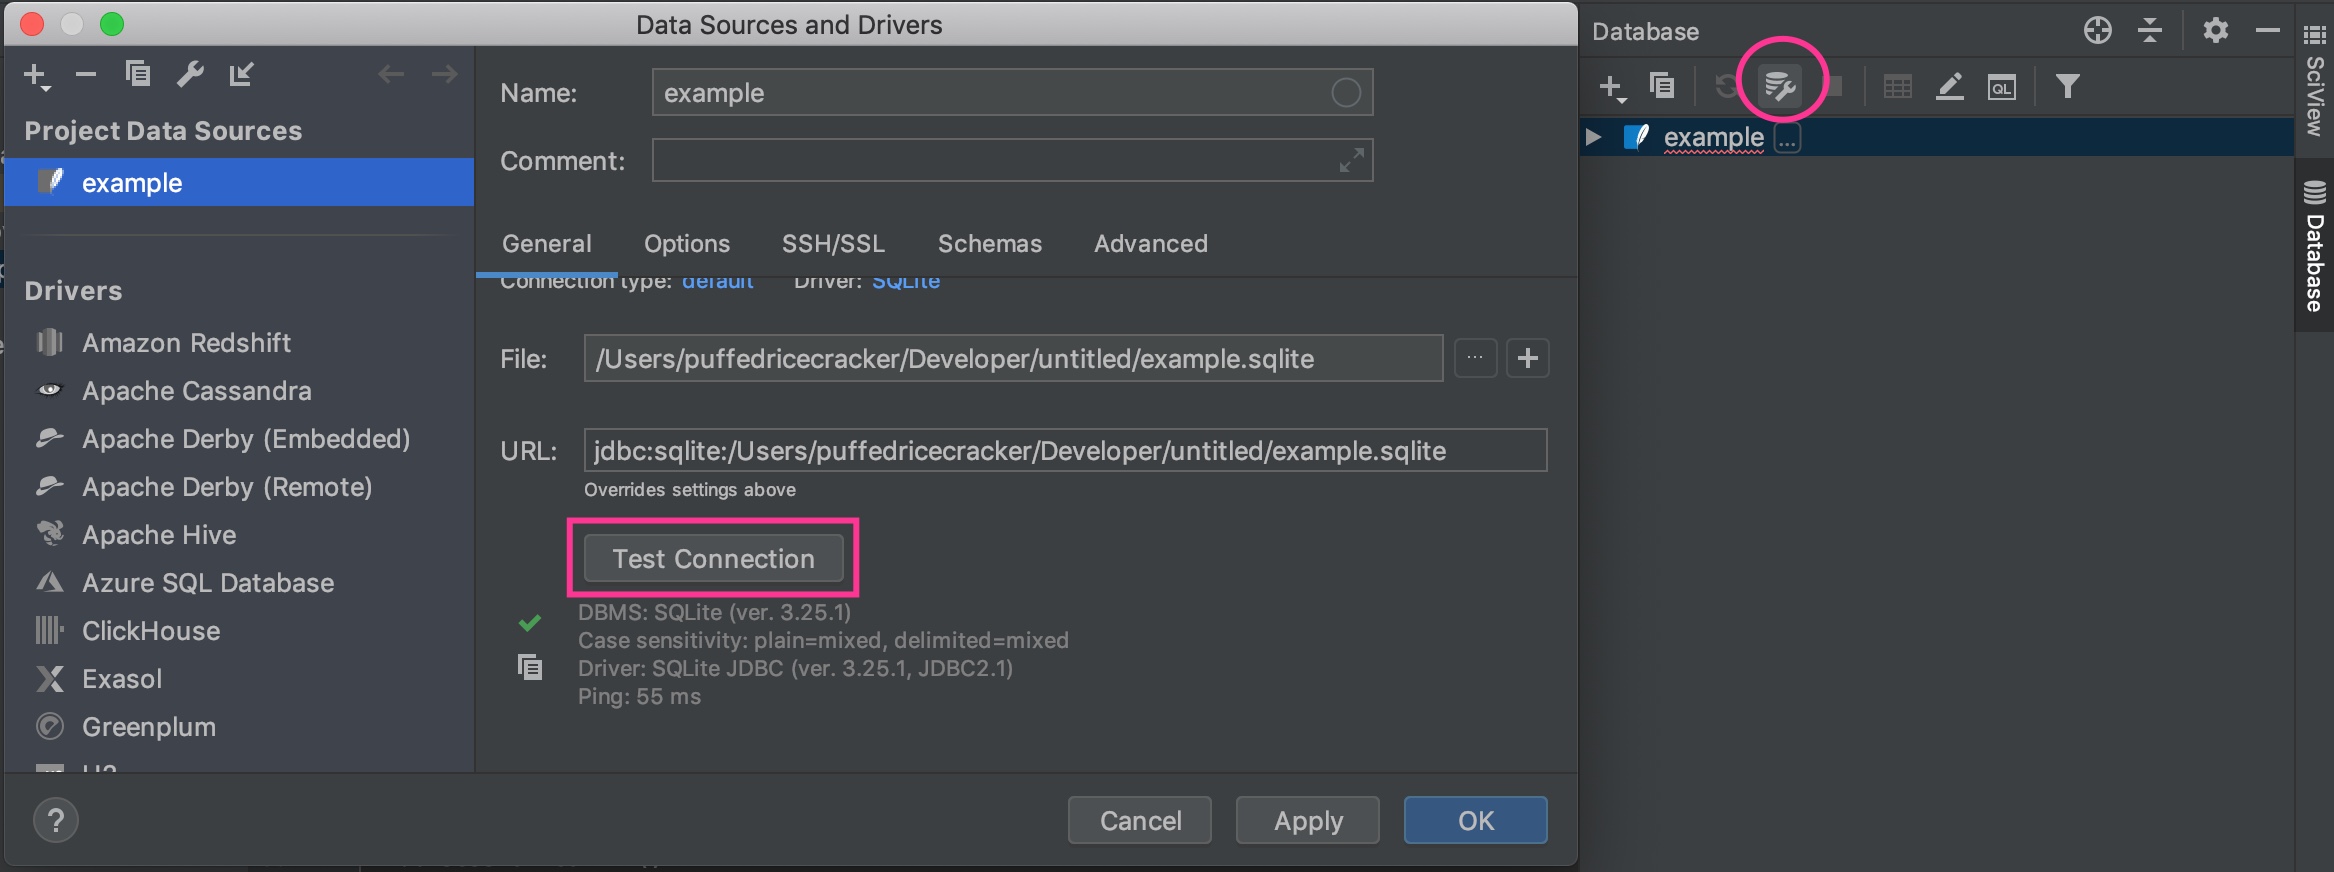 Data Sources and Drivers
Project Data Sources
example
Drivers
Amazon Redshift
Apache Cassandra
Apache Derby (Embedded)
Apache Derby (Remote)
Apache Hive
Azure SQL Database
ClickHouse
Exasol
Greenplum
H2
?
Name: example
Comment:
General Options SSH/SSL Schemas Advanced
Connection type: default Driver: SQLite
File: /Users/puffedricecracker/Developer/untitled/example.sqlite ...
URL: jdbc:sqlite:/Users/puffedricecracker/Developer/untitled/example.sqlite
Overrides settings above
Test Connection
DBMS: SQLite (ver. 3.25.1)
Case sensitivity: plain=mixed, delimited=mixed
Driver: SQLite JDBC (ver. 3.25.1, JDBC2.1)
Ping: 55 ms
Cancel Apply OK
Database
QL
example ...
SciView
Database